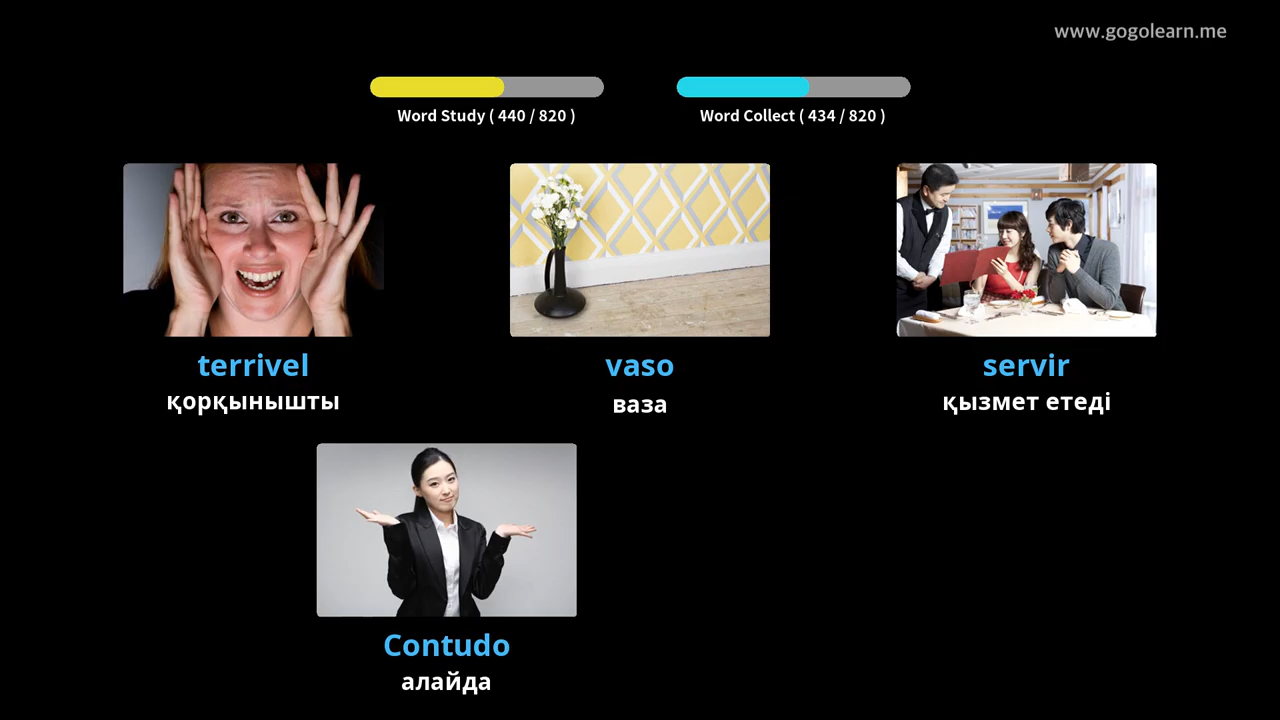 www.gogolearn.me
Word Study ( 440 / 820 )
Word Collect ( 434 / 820 )
terrivel
қорқынышты
vaso
ваза
servir
қызмет етеді
Contudo
алайда